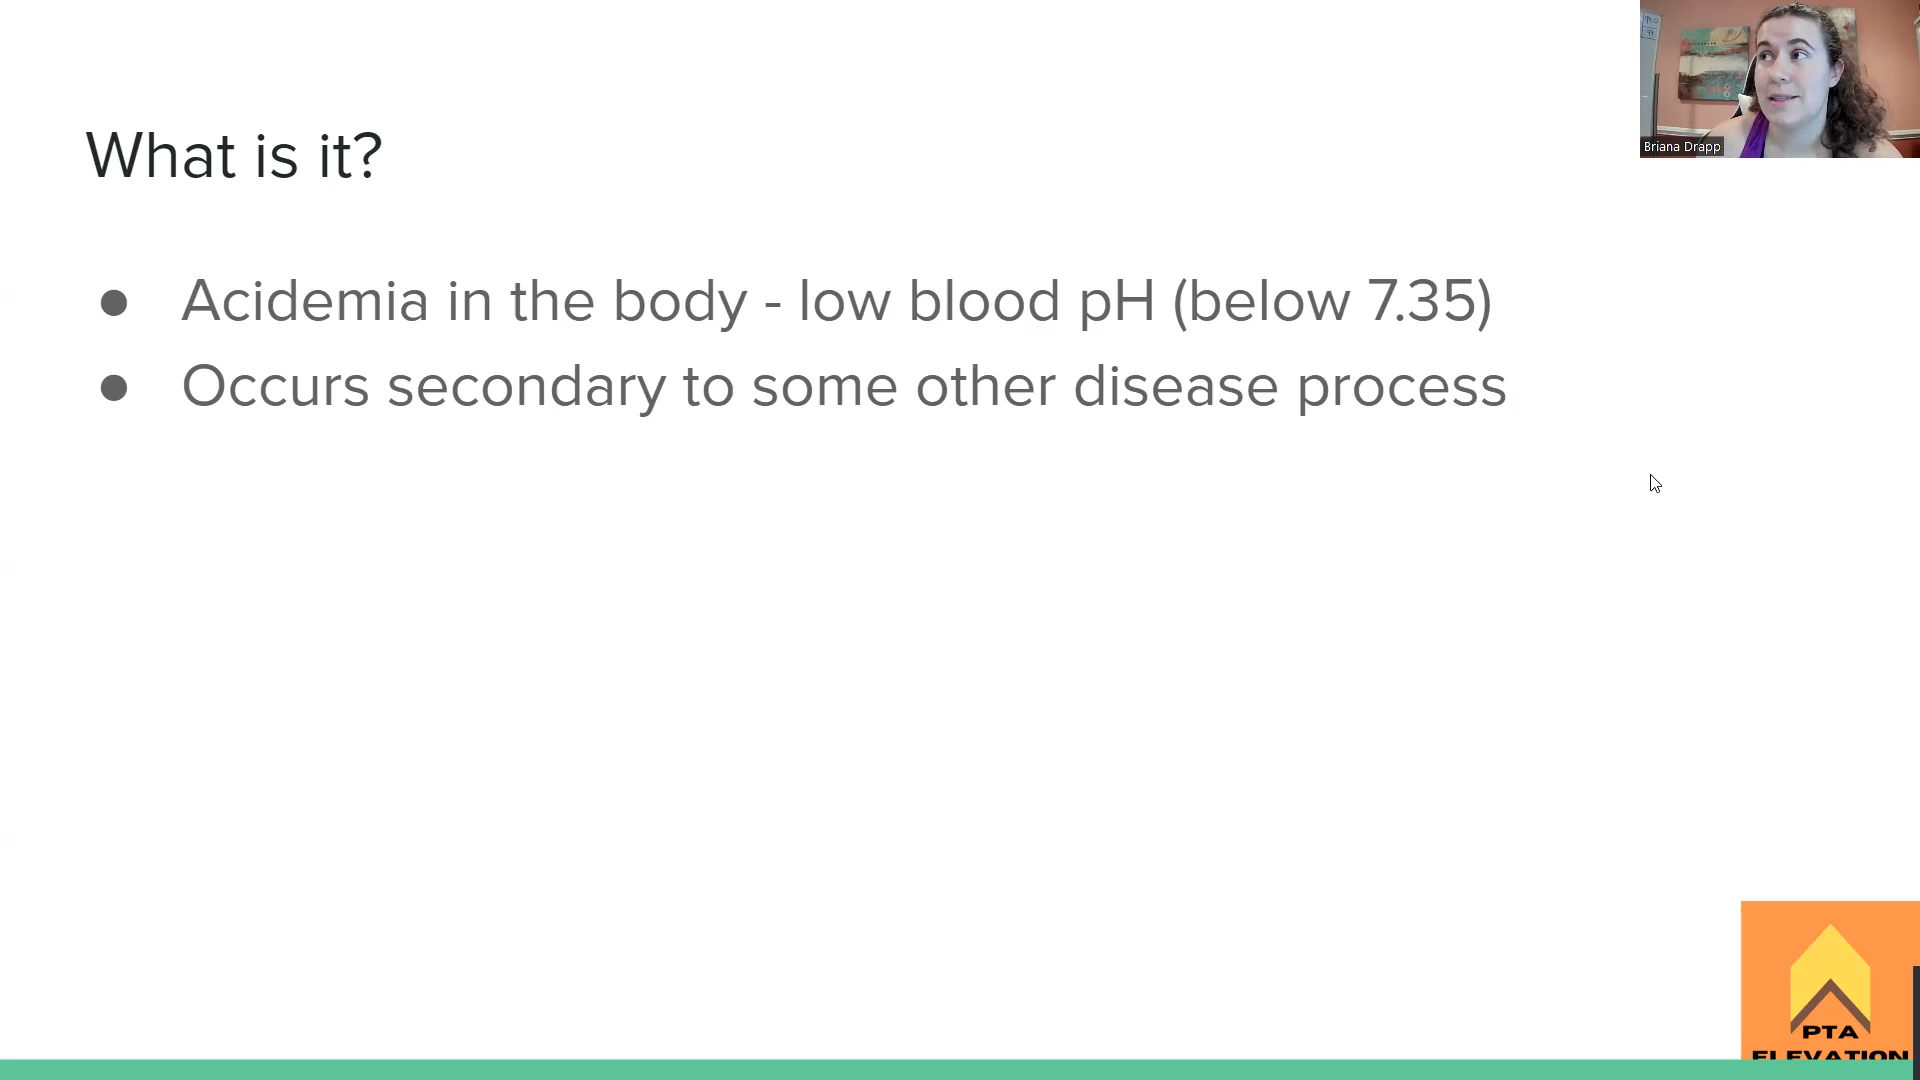 What is it?
● Acidemia in the body - low blood pH (below 7.35)
● Occurs secondary to some other disease process
Briana Drapp
PTA
ELEVATION